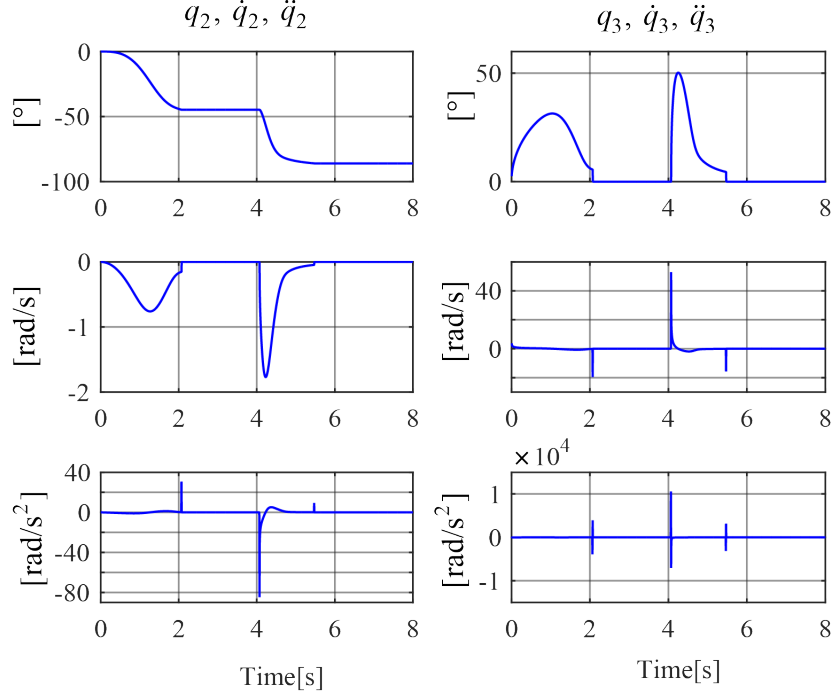 q₂, q̇₂, q̈₂
q₃, q̇₃, q̈₃
0
-50
-100
[°]
0 2 4 6 8
50
0
[°]
0 2 4 6 8
0
-1
-2
[rad/s]
0 2 4 6 8
40
0
[rad/s]
0 2 4 6 8
40
0
-40
-80
[rad/s²]
0 2 4 6 8
Time[s]
×10⁴
1
0
-1
[rad/s²]
0 2 4 6 8
Time[s]